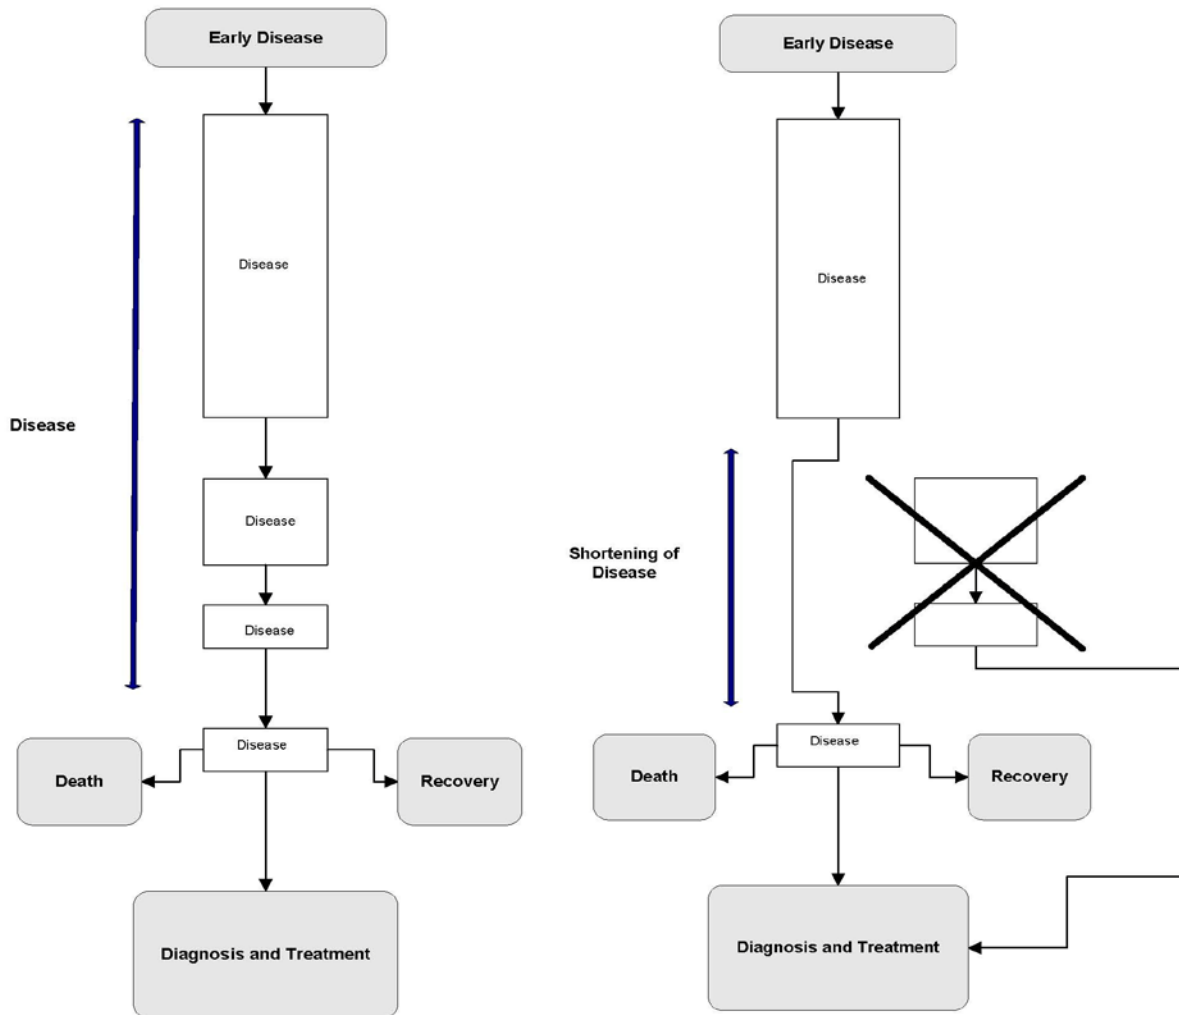 Early Disease
Disease
Disease
Disease
Disease
Disease
Death
Recovery
Diagnosis and Treatment
Early Disease
Disease
Shortening of
Disease
Disease
Death
Recovery
Diagnosis and Treatment